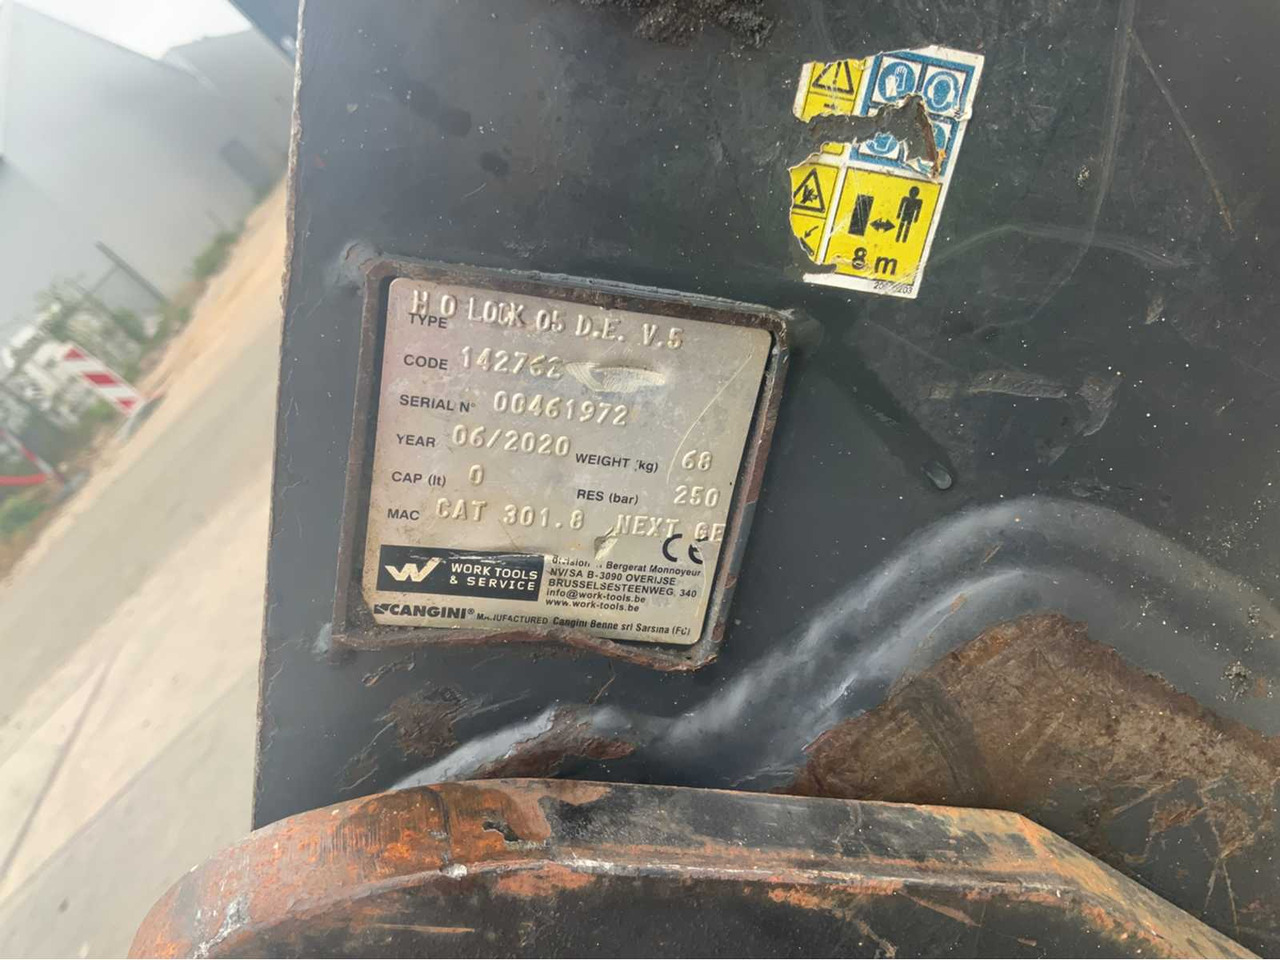 8 m
H O LOCK 05 D.E. V.5
TYPE
CODE 142762
SERIAL N° 00461972
YEAR 06/2020 WEIGHT (kg) 68
CAP (lt) 0 RES (bar) 250
MAC CAT 301.8 NEXT GE
CE
WORK TOOLS
& SERVICE
division Bergerat Monnoyeur
NV/SA B-3090 OVERIJSE
BRUSSELSESTEENWEG, 340
info@work-tools.be
www.work-tools.be
CANGINI® MANUFACTURED Cangini Benne srl Sarsina (FC)